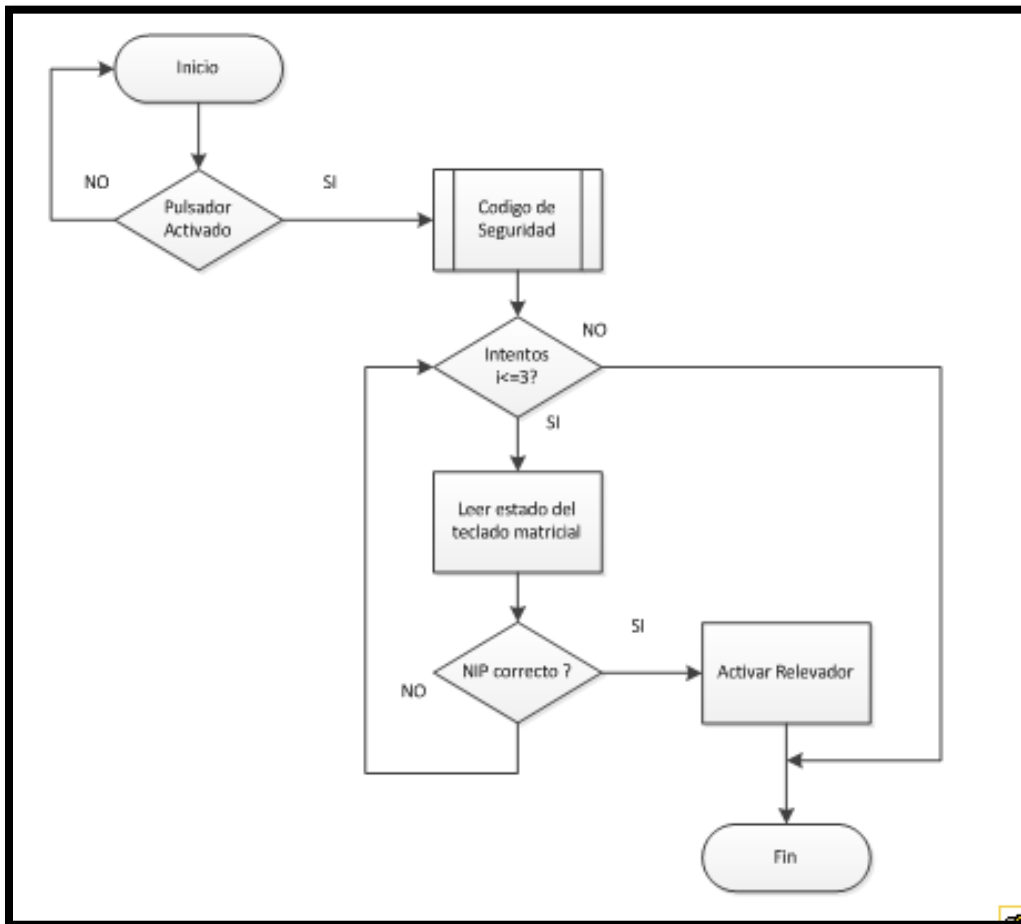 Inicio
NO
SI
Pulsador
Activado
Codigo de
Seguridad
NO
Intentos
i<=3?
SI
Leer estado del
teclado matricial
SI
NIP correcto ?
NO
Activar Relevador
Fin